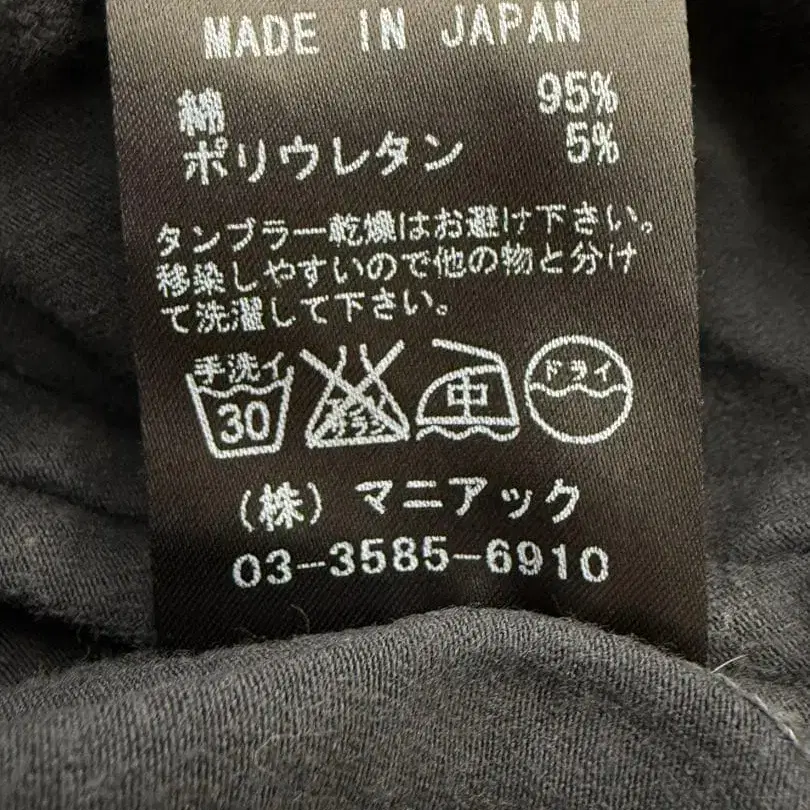 MADE IN JAPAN
綿 95%
ポリウレタン 5%
タンブラー乾燥はお避け下さい。
移染しやすいので他の物と分け
て洗濯して下さい。
手洗イ
30
エンソ
サラシ
中
ドライ
(株) マニアック
03-3585-6910